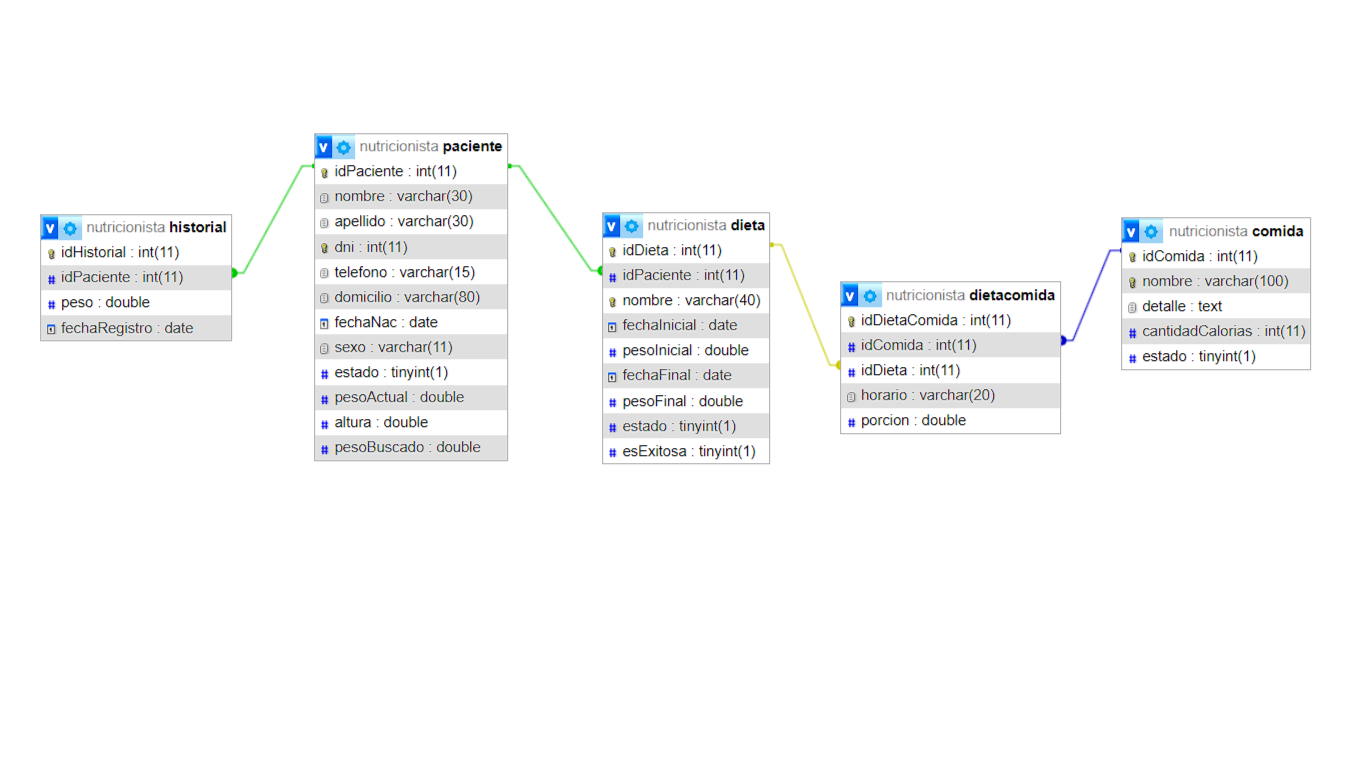 nutricionista historial
idHistorial : int(11)
idPaciente : int(11)
peso : double
fechaRegistro : date
nutricionista paciente
idPaciente : int(11)
nombre : varchar(30)
apellido : varchar(30)
dni : int(11)
telefono : varchar(15)
domicilio : varchar(80)
fechaNac : date
sexo : varchar(11)
estado : tinyint(1)
pesoActual : double
altura : double
pesoBuscado : double
nutricionista dieta
idDieta : int(11)
idPaciente : int(11)
nombre : varchar(40)
fechaInicial : date
pesoInicial : double
fechaFinal : date
pesoFinal : double
estado : tinyint(1)
esExitosa : tinyint(1)
nutricionista dietacomida
idDietaComida : int(11)
idComida : int(11)
idDieta : int(11)
horario : varchar(20)
porcion : double
nutricionista comida
idComida : int(11)
nombre : varchar(100)
detalle : text
cantidadCalorias : int(11)
estado : tinyint(1)